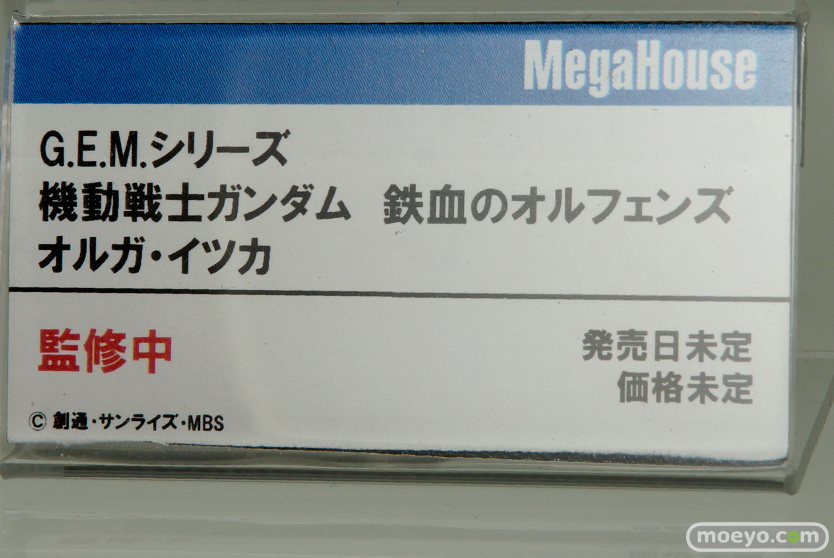 MegaHouse
G.E.M.シリーズ
機動戦士ガンダム 鉄血のオルフェンズ
オルガ・イツカ
監修中
発売日未定
価格未定
© 創通・サンライズ・MBS
moeyo.com